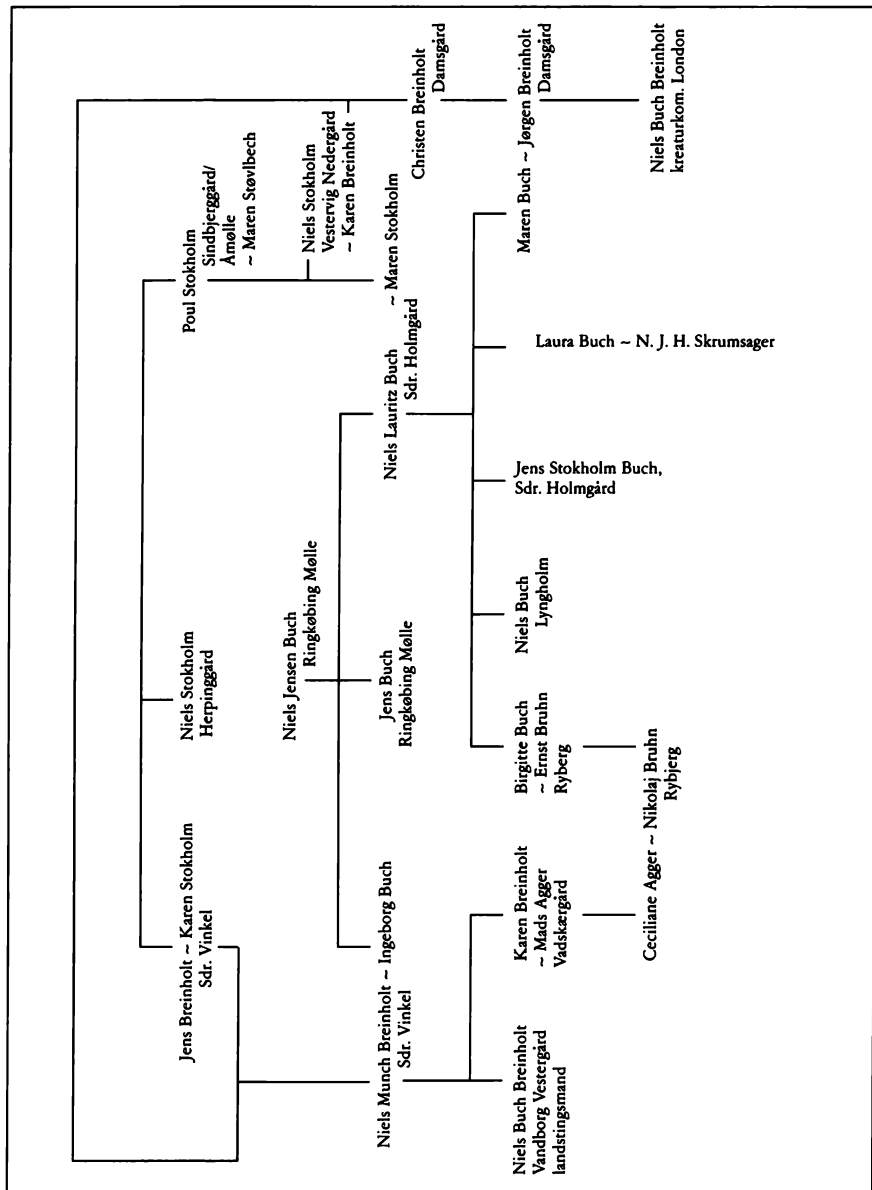 Jens Breinholt ~ Karen Stokholm
Sdr. Vinkel
Niels Stokholm
Herpinggård
Poul Stokholm
Sindbjerggård/
Åmølle
~ Maren Støvlbech
Niels Jensen Buch
Ringkøbing Mølle
Niels Stokholm
Vestervig Nedergård
~ Karen Breinholt
Niels Munch Breinholt ~ Ingeborg Buch
Sdr. Vinkel
Jens Buch
Ringkøbing Mølle
Niels Lauritz Buch
Sdr. Holmgård
~ Maren Stokholm
Christen Breinholt
Damsgård
Niels Buch Breinholt
Vandborg Vestergård
landstingsmand
Karen Breinholt
~ Mads Agger
Vadskærgård
Birgitte Buch
~ Ernst Bruhn
Ryberg
Niels Buch
Lyngholm
Jens Stokholm Buch,
Sdr. Holmgård
Laura Buch ~ N. J. H. Skrumsager
Maren Buch ~ Jørgen Breinholt
Damsgård
Ceciliane Agger ~ Nikolaj Bruhn
Rybjerg
Niels Buch Breinholt
kreaturkom. London